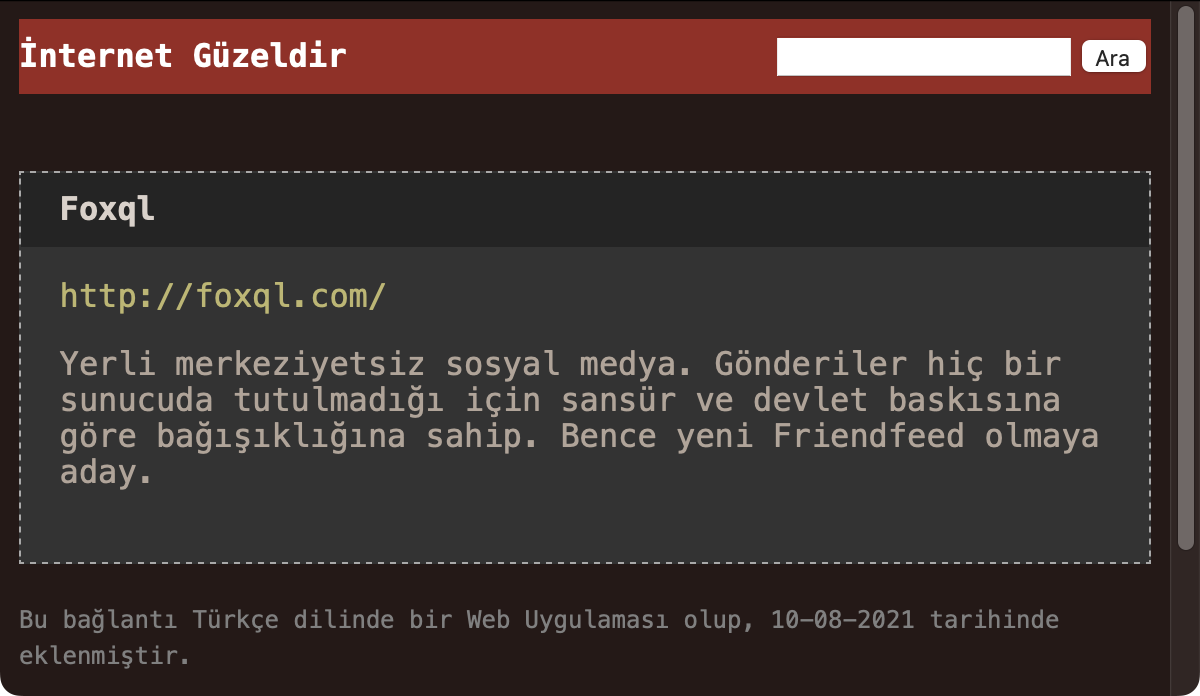 İnternet Güzeldir
Ara
Foxql
http://foxql.com/
Yerli merkeziyetsiz sosyal medya. Gönderiler hiç bir
sunucuda tutulmadığı için sansür ve devlet baskısına
göre bağışıklığına sahip. Bence yeni Friendfeed olmaya
aday.
Bu bağlantı Türkçe dilinde bir Web Uygulaması olup, 10-08-2021 tarihinde
eklenmiştir.